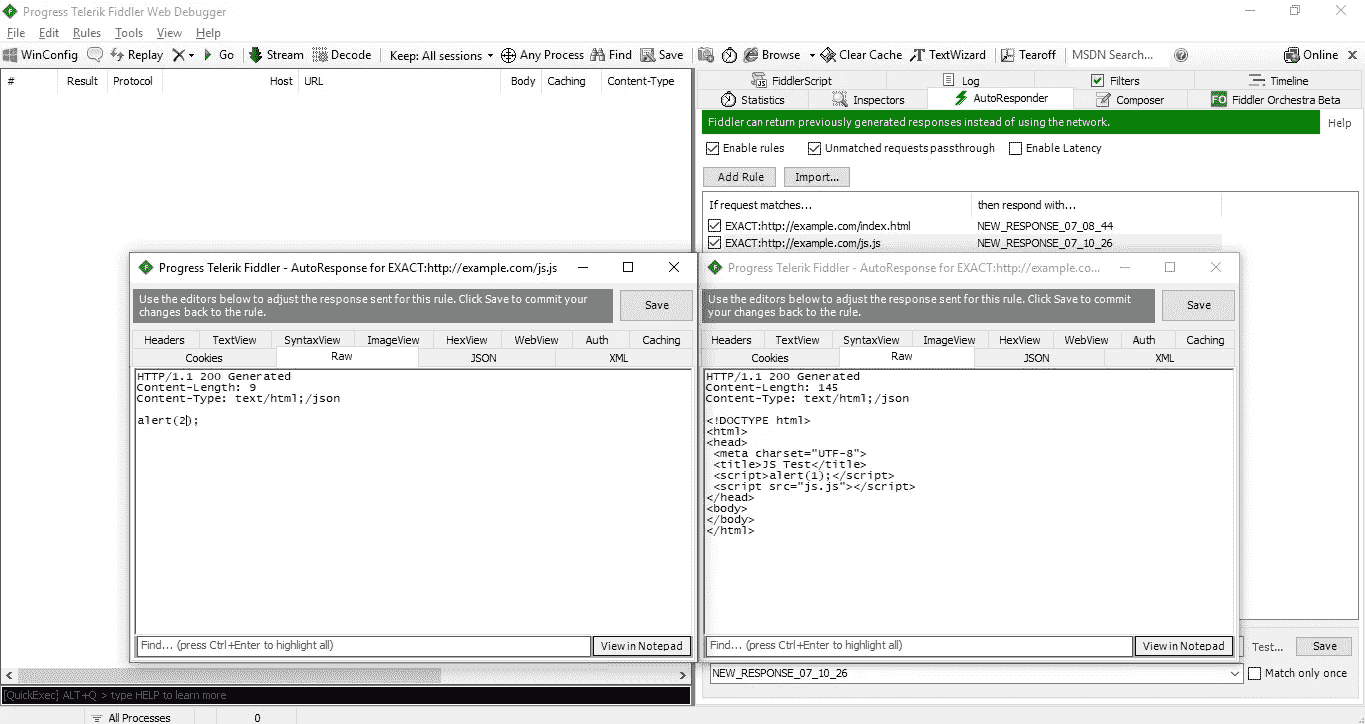 Progress Telerik Fiddler Web Debugger
File Edit Rules Tools View Help
WinConfig Replay Go Stream Decode Keep: All sessions Any Process Find Save Browse Clear Cache TextWizard Tearoff MSDN Search... Online
# Result Protocol Host URL Body Caching Content-Type
FiddlerScript Log Filters Timeline
Statistics Inspectors AutoResponder Composer FO Fiddler Orchestra Beta
Fiddler can return previously generated responses instead of using the network. Help
Enable rules Unmatched requests passthrough Enable Latency
Add Rule Import...
If request matches... then respond with...
EXACT:http://example.com/index.html NEW_RESPONSE_07_08_44
EXACT:http://example.com/js.js NEW_RESPONSE_07_10_26
Progress Telerik Fiddler - AutoResponse for EXACT:http://example.com/js.js
Use the editors below to adjust the response sent for this rule. Click Save to commit your
changes back to the rule.
Save
Headers TextView SyntaxView ImageView HexView WebView Auth Caching
Cookies Raw JSON XML
HTTP/1.1 200 Generated
Content-Length: 9
Content-Type: text/html;/json
alert(2);
Find... (press Ctrl+Enter to highlight all) View in Notepad
Progress Telerik Fiddler - AutoResponse for EXACT:http://example.co...
Use the editors below to adjust the response sent for this rule. Click Save to commit
your changes back to the rule.
Save
Headers TextView SyntaxView ImageView HexView WebView Auth Caching
Cookies Raw JSON XML
HTTP/1.1 200 Generated
Content-Length: 145
Content-Type: text/html;/json
<!DOCTYPE html>
<html>
<head>
<meta charset="UTF-8">
<title>JS Test</title>
<script>alert(1);</script>
<script src="js.js"></script>
</head>
<body>
</body>
</html>
Find... (press Ctrl+Enter to highlight all) View in Notepad
Test... Save
NEW_RESPONSE_07_10_26 Match only once
[QuickExec] ALT+Q > type HELP to learn more
All Processes 0